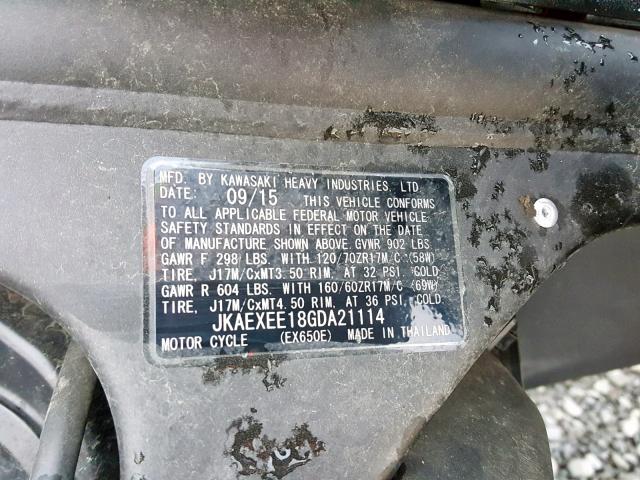 MFD. BY KAWASAKI HEAVY INDUSTRIES, LTD
DATE: 09/15 THIS VEHICLE CONFORMS
TO ALL APPLICABLE FEDERAL MOTOR VEHICLE
SAFETY STANDARDS IN EFFECT ON THE DATE
OF MANUFACTURE SHOWN ABOVE. GVWR 902 LBS.
GAWR F 298 LBS. WITH 120/70ZR17M/C (58W)
TIRE, J17M/CxMT3.50 RIM, AT 32 PSI. COLD
GAWR R 604 LBS. WITH 160/60ZR17M/C (69W)
TIRE, J17M/CxMT4.50 RIM, AT 36 PSI. COLD.
JKAEXEE18GDA21114
MOTOR CYCLE (EX650E) MADE IN THAILAND